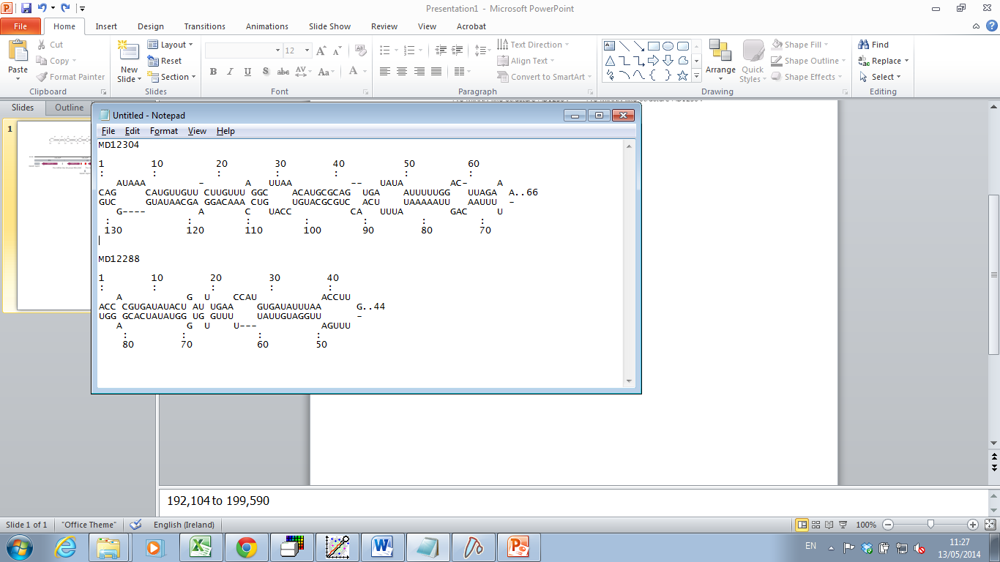 Presentation1 - Microsoft PowerPoint
File Home Insert Design Transitions Animations Slide Show Review View Acrobat
Paste
Cut
Copy
Format Painter
Clipboard
New Slide
Layout
Reset
Section
Slides
12
B I U S abc AV Aa A
Font
Paragraph
Text Direction
Align Text
Convert to SmartArt
Arrange
Quick Styles
Shape Fill
Shape Outline
Shape Effects
Drawing
Find
Replace
Select
Editing
Slides Outline
1
Untitled - Notepad
File Edit Format View Help
MD12304
1        10         20        30        40         50        60
:        :          :         :         :          :         :
   AUAAA         -       A   UUAA          --   UAUA        AC-     A
CAG     CAUGUUGUU CUUGUUU GGC    ACAUGCGCAG  UGA    AUUUUUGG   UUAGA  A..66
GUC     GUAUAACGA GGACAAA CUG    UGUACGCGUC  ACU    UAAAAAUU   AAUUU  -
   G----         A       C   UACC          CA   UUUA        GAC     U
 :             :         :         :         :         :         :
 130           120       110       100       90        80        70
MD12288
1        10        20        30        40
:        :         :         :         :
   A           G  U    CCAU           ACCUU
ACC CGUGAUAUACU AU UGAA    GUGAUAUUUAA      G..44
UGG GCACUAUAUGG UG GUUU    UAUUGUAGGUU      -
   A           G  U    U---           AGUUU
    :         :            :         :
    80        70           60        50
192,104 to 199,590
Slide 1 of 1 "Office Theme" English (Ireland) 100%
EN 11:27
13/05/2014